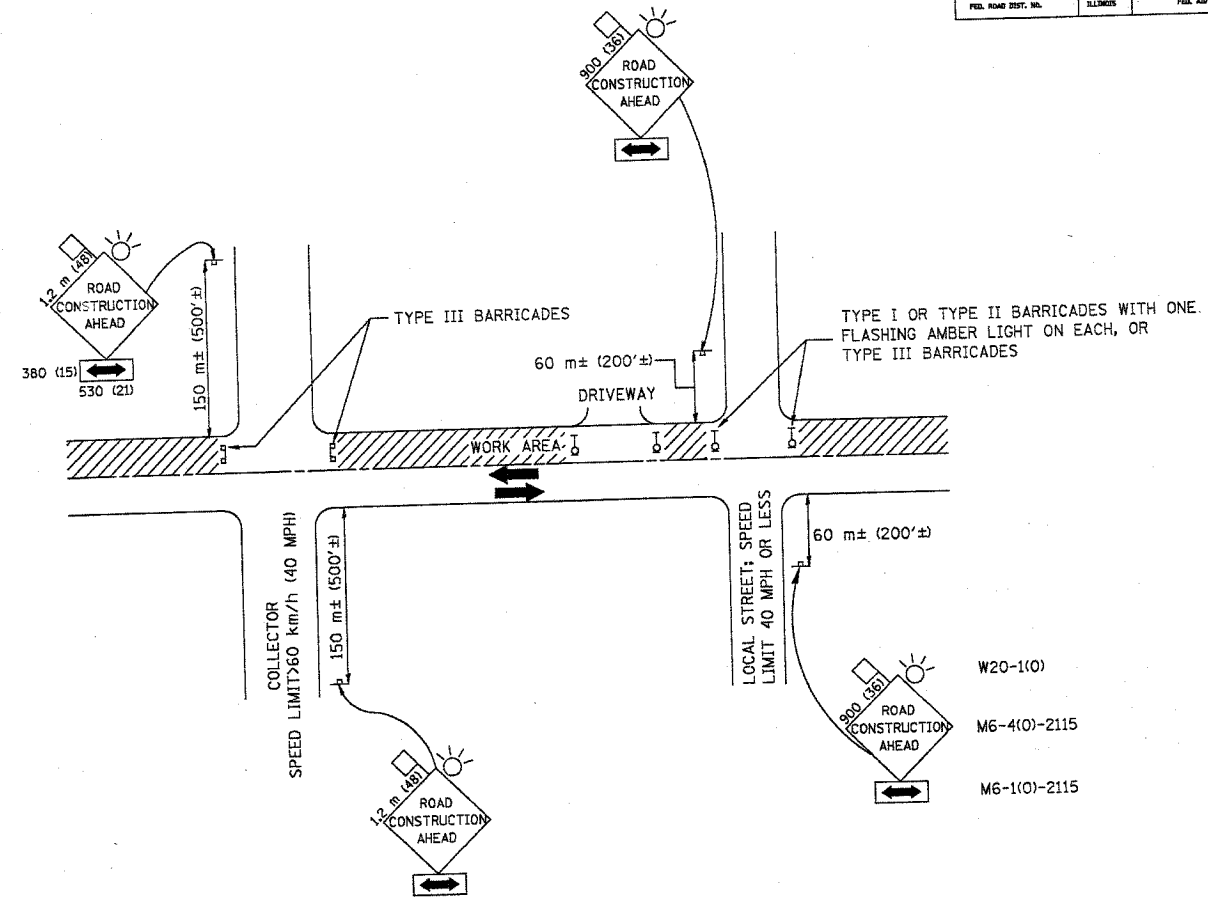 FED. ROAD DIST. NO.
ILLINOIS
900 (36)
ROAD
CONSTRUCTION
AHEAD
1.2 m (48)
ROAD
CONSTRUCTION
AHEAD
380 (15)
530 (21)
150 m± (500'±)
TYPE III BARRICADES
60 m± (200'±)
DRIVEWAY
TYPE I OR TYPE II BARRICADES WITH ONE
FLASHING AMBER LIGHT ON EACH, OR
TYPE III BARRICADES
WORK AREA
COLLECTOR
SPEED LIMIT>60 km/h (40 MPH)
150 m± (500'±)
LOCAL STREET; SPEED
LIMIT 40 MPH OR LESS
60 m± (200'±)
900 (36)
ROAD
CONSTRUCTION
AHEAD
W20-1(O)
M6-4(O)-2115
M6-1(O)-2115
1.2 m (48)
ROAD
CONSTRUCTION
AHEAD